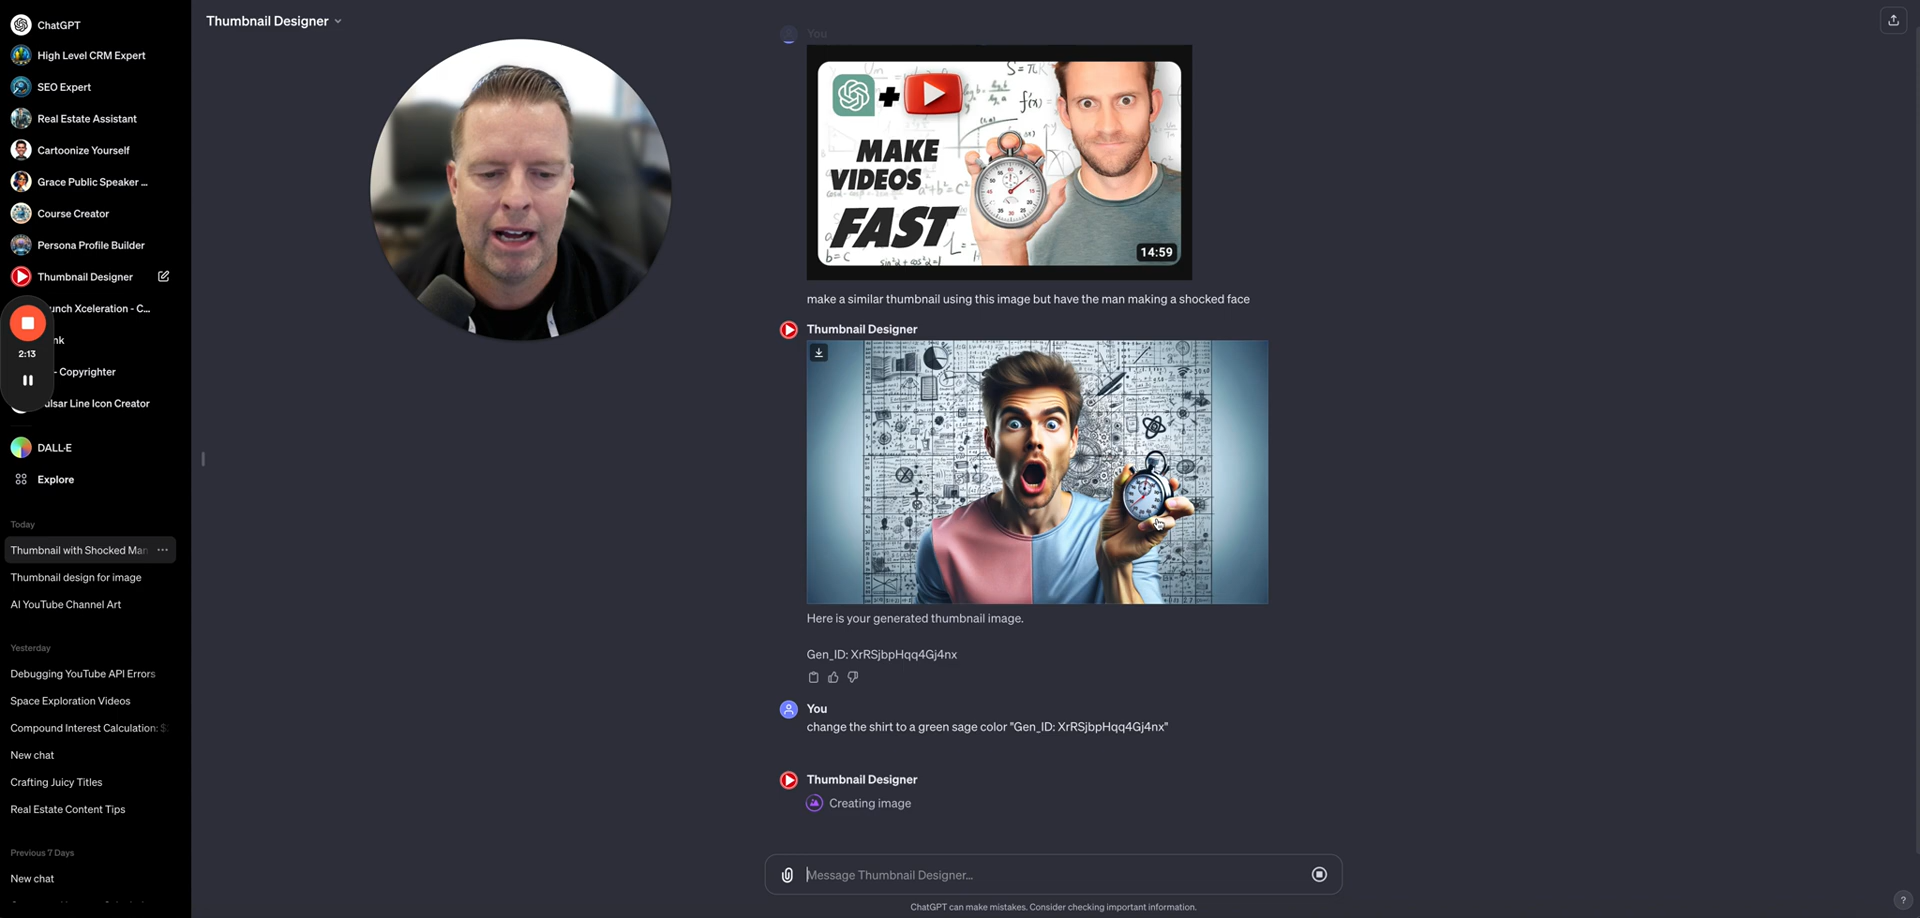 ChatGPT
High Level CRM Expert
SEO Expert
Real Estate Assistant
Cartoonize Yourself
Grace Public Speaker ...
Course Creator
Persona Profile Builder
Thumbnail Designer
unch Xceleration - C...
nk
- Copyrighter
ulsar Line Icon Creator
2:13
DALL·E
Explore
Today
Thumbnail with Shocked Man
Thumbnail design for image
AI YouTube Channel Art
Yesterday
Debugging YouTube API Errors
Space Exploration Videos
Compound Interest Calculation: $
New chat
Crafting Juicy Titles
Real Estate Content Tips
Previous 7 Days
New chat
Thumbnail Designer
You
MAKE
VIDEOS
FAST
14:59
make a similar thumbnail using this image but have the man making a shocked face
Thumbnail Designer
Here is your generated thumbnail image.
Gen_ID: XrRSjbpHqq4Gj4nx
You
change the shirt to a green sage color "Gen_ID: XrRSjbpHqq4Gj4nx"
Thumbnail Designer
Creating image
Message Thumbnail Designer...
ChatGPT can make mistakes. Consider checking important information.
?